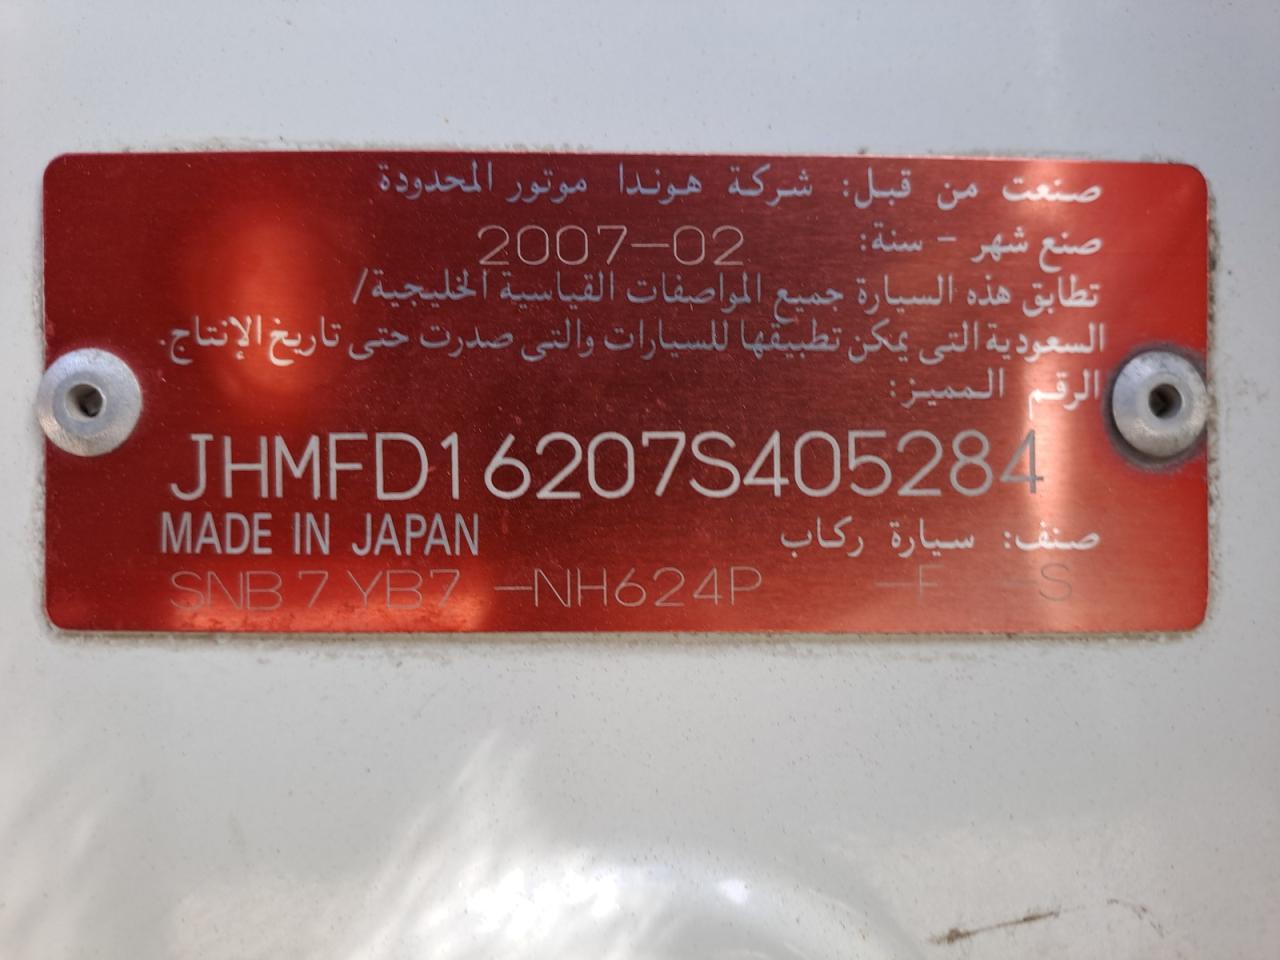 صنعت من قبل: شركة هوندا موتور المحدودة
صنع شهر - سنة: 2007-02
تطابق هذه السيارة جميع المواصفات القياسية الخليجية/
السعودية التى يمكن تطبيقها للسيارات والتى صدرت حتى تاريخ الإنتاج.
الرقم المميز:
JHMFD16207S405284
MADE IN JAPAN صنف: سيارة ركاب
SNB7 YB7 -NH624P -F -S